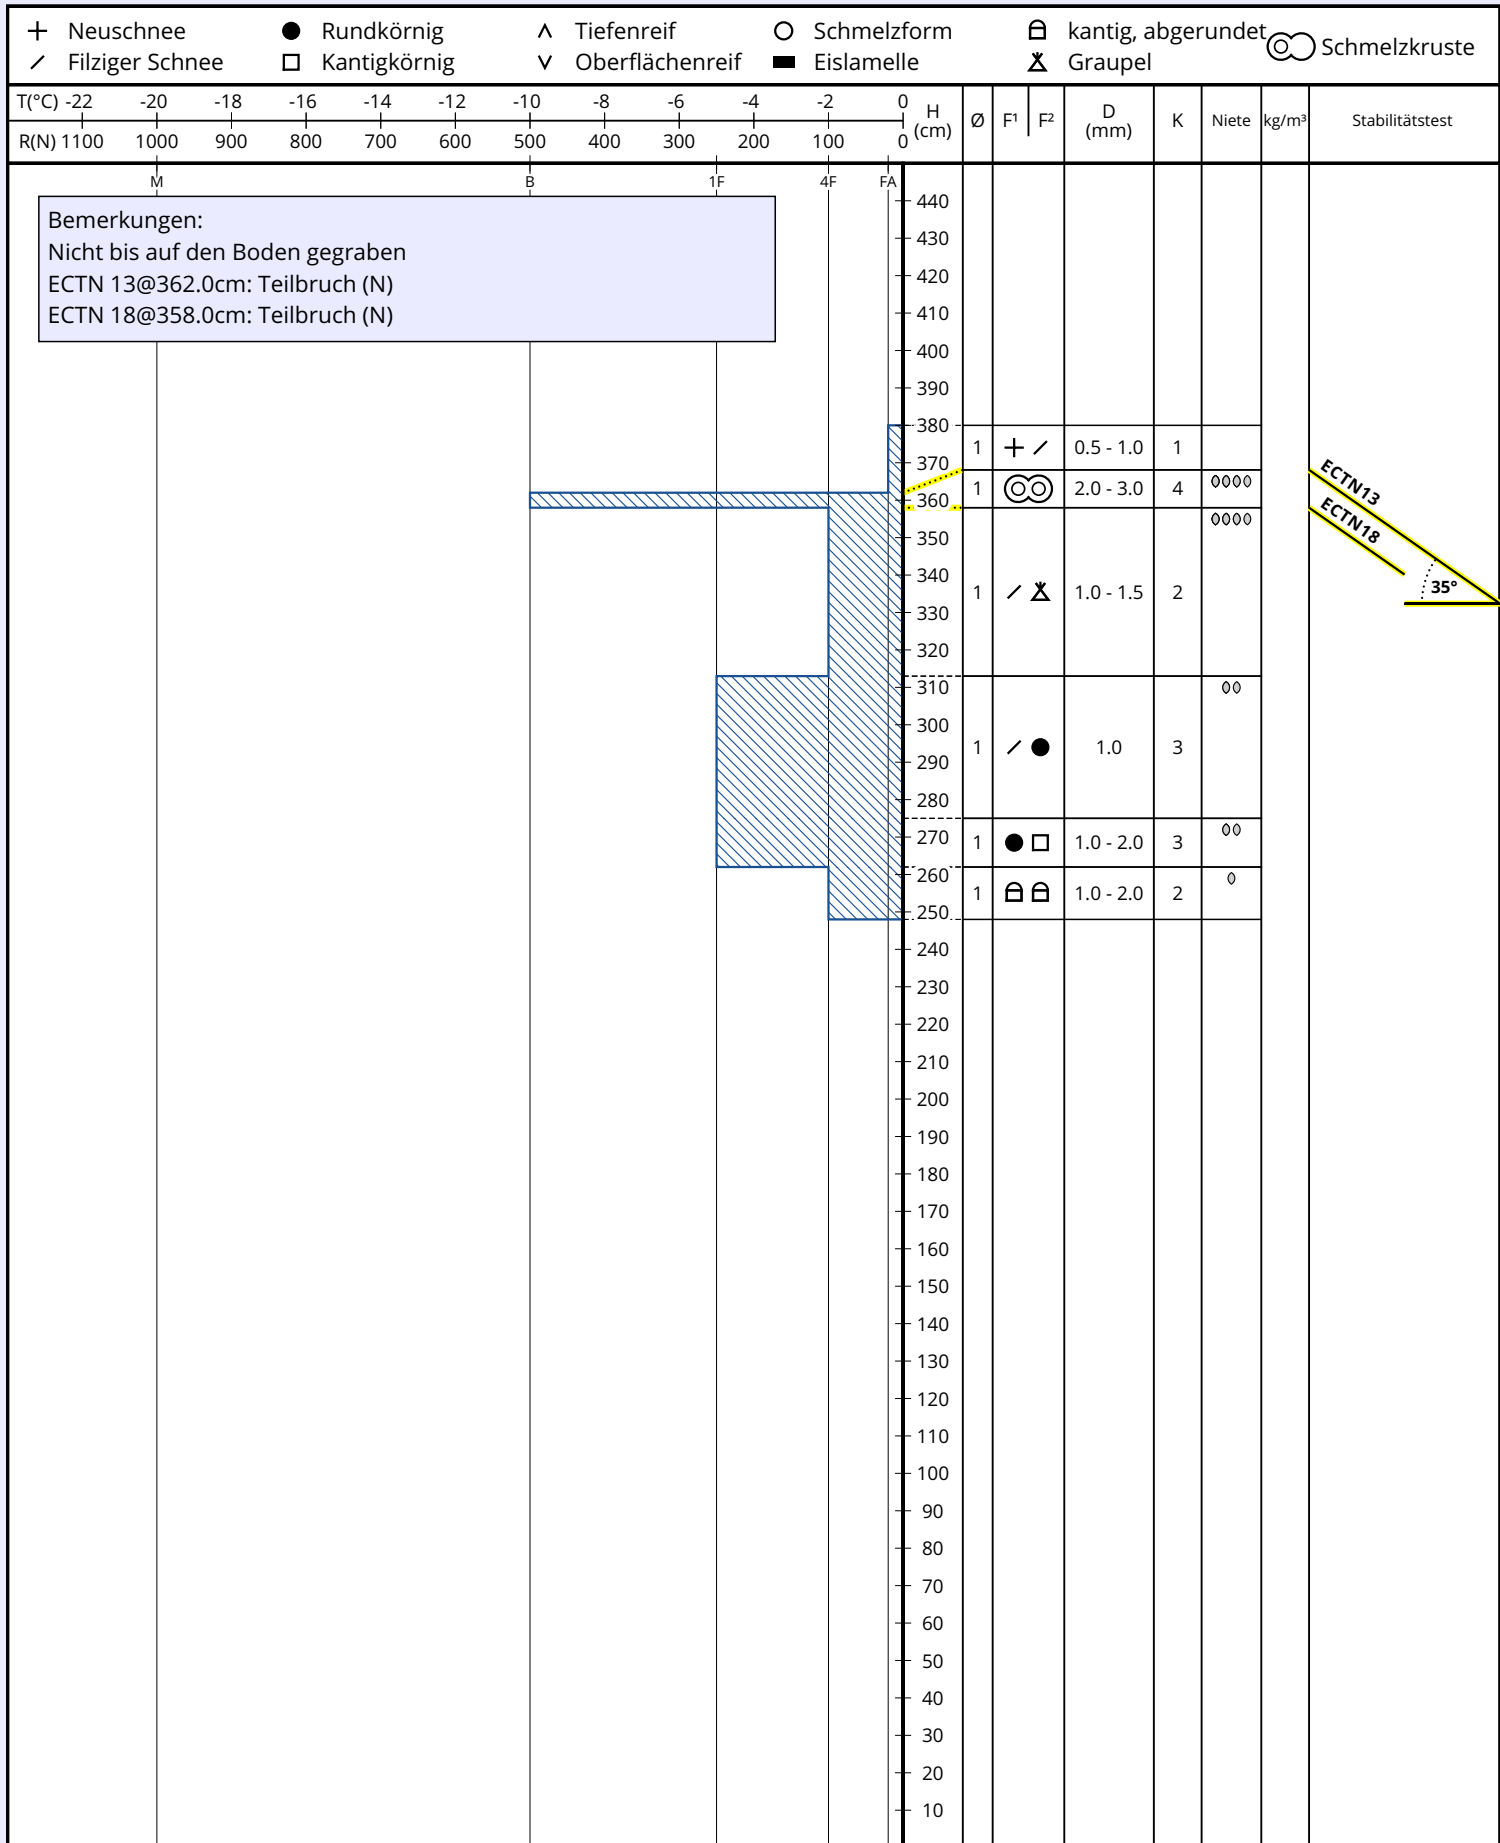 Neuschnee Rundkörnig Tiefenreif Schmelzform kantig, abgerundet Schmelzkruste
Filziger Schnee Kantigkörnig Oberflächenreif Eislamelle Graupel
T(°C) -22 -20 -18 -16 -14 -12 -10 -8 -6 -4 -2 0
R(N) 1100 1000 900 800 700 600 500 400 300 200 100 0
H (cm) Ø F¹ F² D (mm) K Niete kg/m³ Stabilitätstest
M B 1F 4F FA
Bemerkungen:
Nicht bis auf den Boden gegraben
ECTN 13@362.0cm: Teilbruch (N)
ECTN 18@358.0cm: Teilbruch (N)
440
430
420
410
400
390
380
1 0.5 - 1.0 1
370
1 2.0 - 3.0 4
360
ECTN13
ECTN18
350
340
35°
1 1.0 - 1.5 2
330
320
310
300
1 1.0 3
290
280
270
1 1.0 - 2.0 3
260
1 1.0 - 2.0 2
250
240
230
220
210
200
190
180
170
160
150
140
130
120
110
100
90
80
70
60
50
40
30
20
10